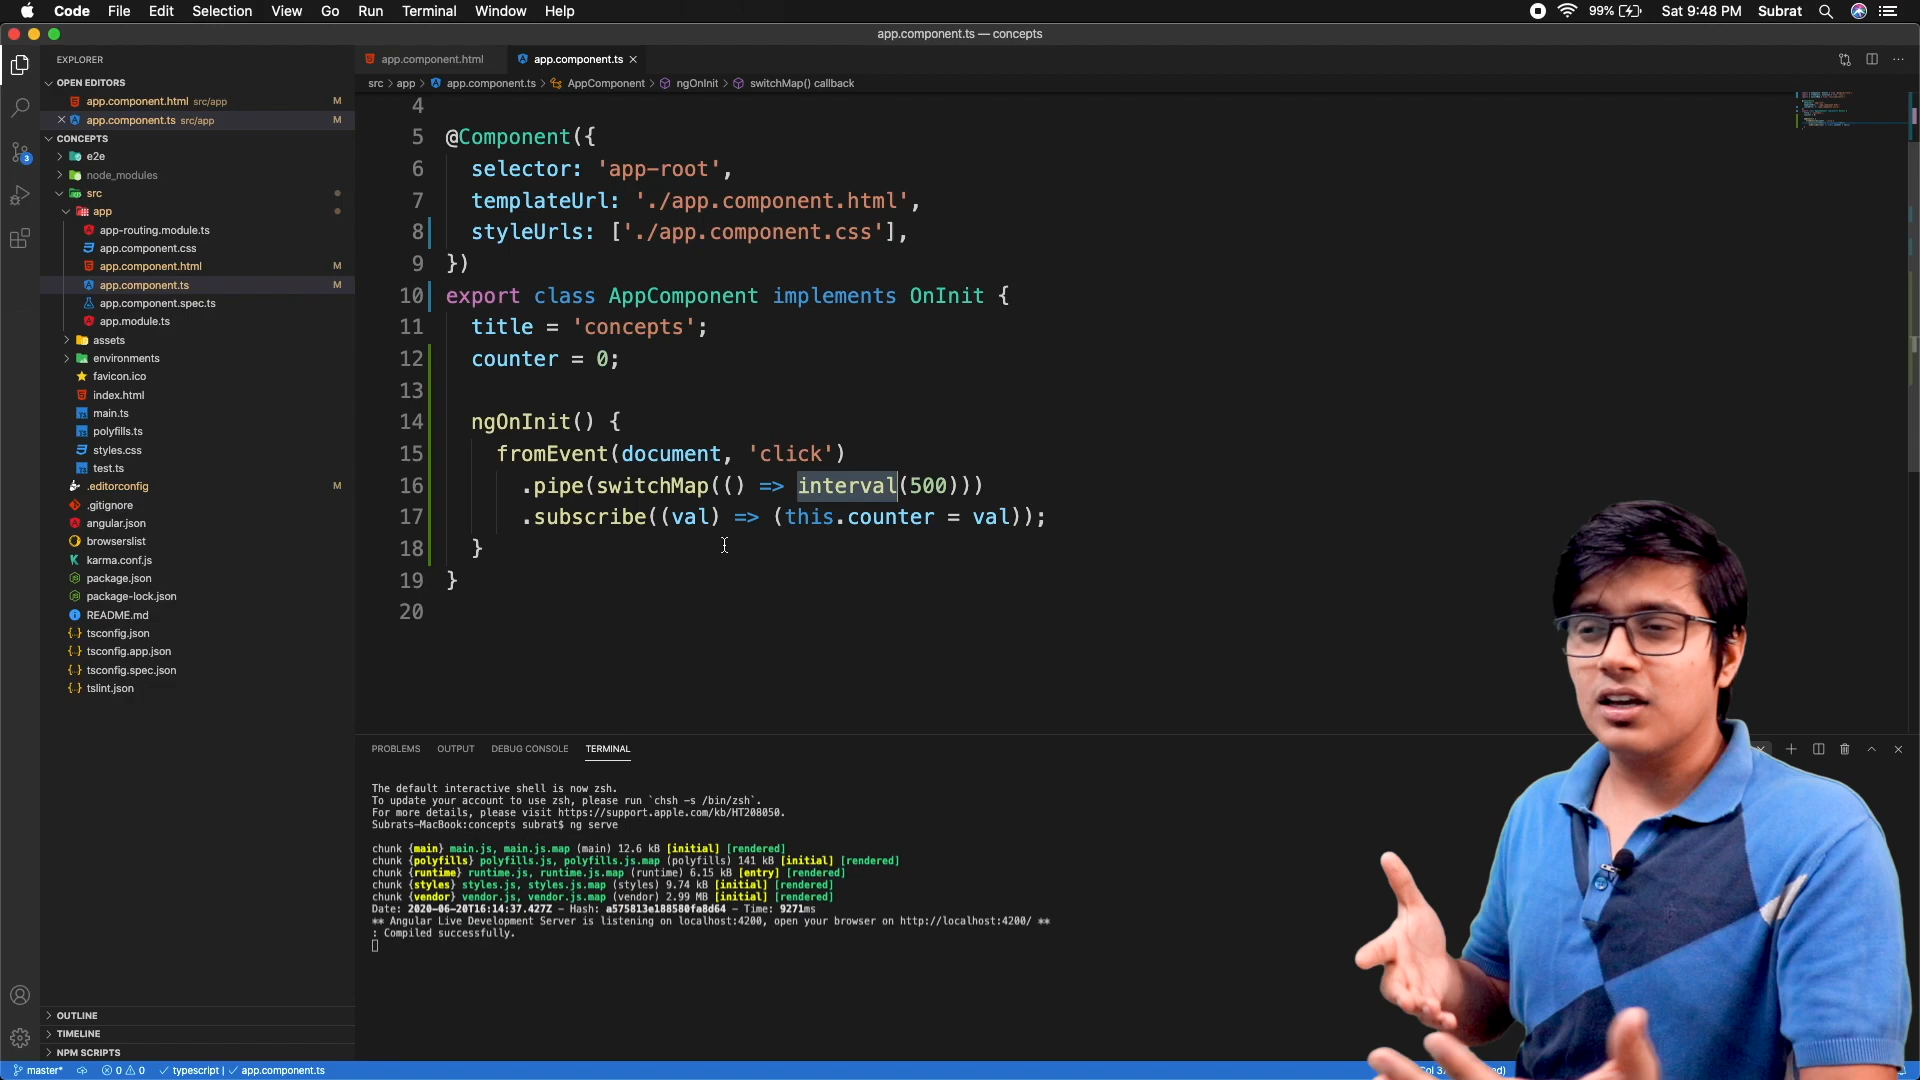 Code File Edit Selection View Go Run Terminal Window Help
99% Sat 9:48 PM Subrat
app.component.ts — concepts
EXPLORER
OPEN EDITORS
app.component.html src/app M
app.component.ts src/app M
CONCEPTS
e2e
node_modules
src
app
app-routing.module.ts
app.component.css
app.component.html M
app.component.ts M
app.component.spec.ts
app.module.ts
assets
environments
favicon.ico
index.html
main.ts
polyfills.ts
styles.css
test.ts
.editorconfig M
.gitignore
angular.json
browserslist
karma.conf.js
package.json
package-lock.json
README.md
tsconfig.json
tsconfig.app.json
tsconfig.spec.json
tslint.json
OUTLINE
TIMELINE
NPM SCRIPTS
3
app.component.html app.component.ts
src > app > app.component.ts > AppComponent > ngOnInit > switchMap() callback
4
5 @Component({
6 selector: 'app-root',
7 templateUrl: './app.component.html',
8 styleUrls: ['./app.component.css'],
9 })
10 export class AppComponent implements OnInit {
11 title = 'concepts';
12 counter = 0;
13
14 ngOnInit() {
15 fromEvent(document, 'click')
16 .pipe(switchMap(() => interval(500)))
17 .subscribe((val) => (this.counter = val));
18 }
19 }
20
PROBLEMS OUTPUT DEBUG CONSOLE TERMINAL
The default interactive shell is now zsh.
To update your account to use zsh, please run `chsh -s /bin/zsh`.
For more details, please visit https://support.apple.com/kb/HT208050.
Subrats-MacBook:concepts subrat$ ng serve
chunk {main} main.js, main.js.map (main) 12.6 kB [initial] [rendered]
chunk {polyfills} polyfills.js, polyfills.js.map (polyfills) 141 kB [initial] [rendered]
chunk {runtime} runtime.js, runtime.js.map (runtime) 6.15 kB [entry] [rendered]
chunk {styles} styles.js, styles.js.map (styles) 9.74 kB [initial] [rendered]
chunk {vendor} vendor.js, vendor.js.map (vendor) 2.99 MB [initial] [rendered]
Date: 2020-06-20T16:14:37.427Z - Hash: a575813e188580fa8d64 - Time: 9271ms
** Angular Live Development Server is listening on localhost:4200, open your browser on http://localhost:4200/ **
: Compiled successfully.
master* 0 0 typescript | app.component.ts